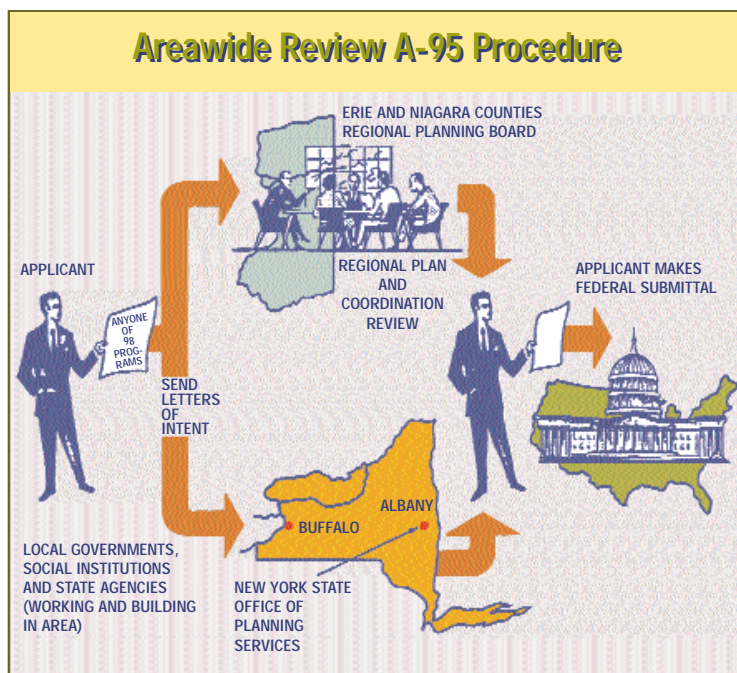 Areawide Review A-95 Procedure
ERIE AND NIAGARA COUNTIES
REGIONAL PLANNING BOARD
APPLICANT
ANYONE
OF
98
PROG-
RAMS
SEND
LETTERS
OF
INTENT
REGIONAL PLAN
AND
COORDINATION
REVIEW
APPLICANT MAKES
FEDERAL SUBMITTAL
LOCAL GOVERNMENTS,
SOCIAL INSTITUTIONS
AND STATE AGENCIES
(WORKING AND BUILDING
IN AREA)
BUFFALO
ALBANY
NEW YORK STATE
OFFICE OF
PLANNING
SERVICES